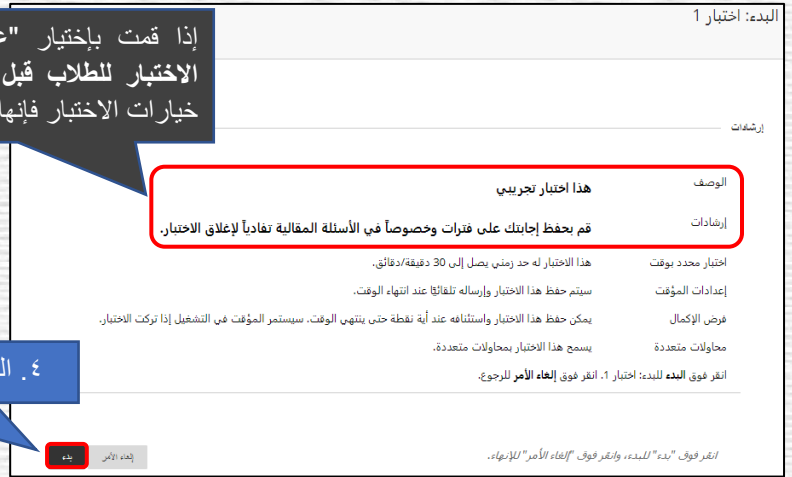 البدء: اختبار 1
إذا قمت بإختيار
الاختبار للطلاب قبل
خيارات الاختبار فإنها
إرشادات
الوصف هذا اختبار تجريبي
إرشادات قم بحفظ إجابتك على فترات وخصوصاً في الأسئلة المقالية تفادياً لإغلاق الاختبار.
اختبار محدد بوقت هذا الاختبار له حد زمني يصل إلى 30 دقيقة/دقائق.
إعدادات المؤقت سيتم حفظ هذا الاختبار وإرساله تلقائيًا عند انتهاء الوقت.
فرض الإكمال يمكن حفظ هذا الاختبار واستئنافه عند أية نقطة حتى ينتهي الوقت. سيستمر المؤقت في التشغيل إذا تركت الاختبار.
محاولات متعددة يسمح هذا الاختبار بمحاولات متعددة.
انقر فوق البدء للبدء: اختبار 1. انقر فوق إلغاء الأمر للرجوع.
٤.
انقر فوق "بدء" للبدء، وانقر فوق "إلغاء الأمر" للإنهاء.
إلغاء الأمر بدء